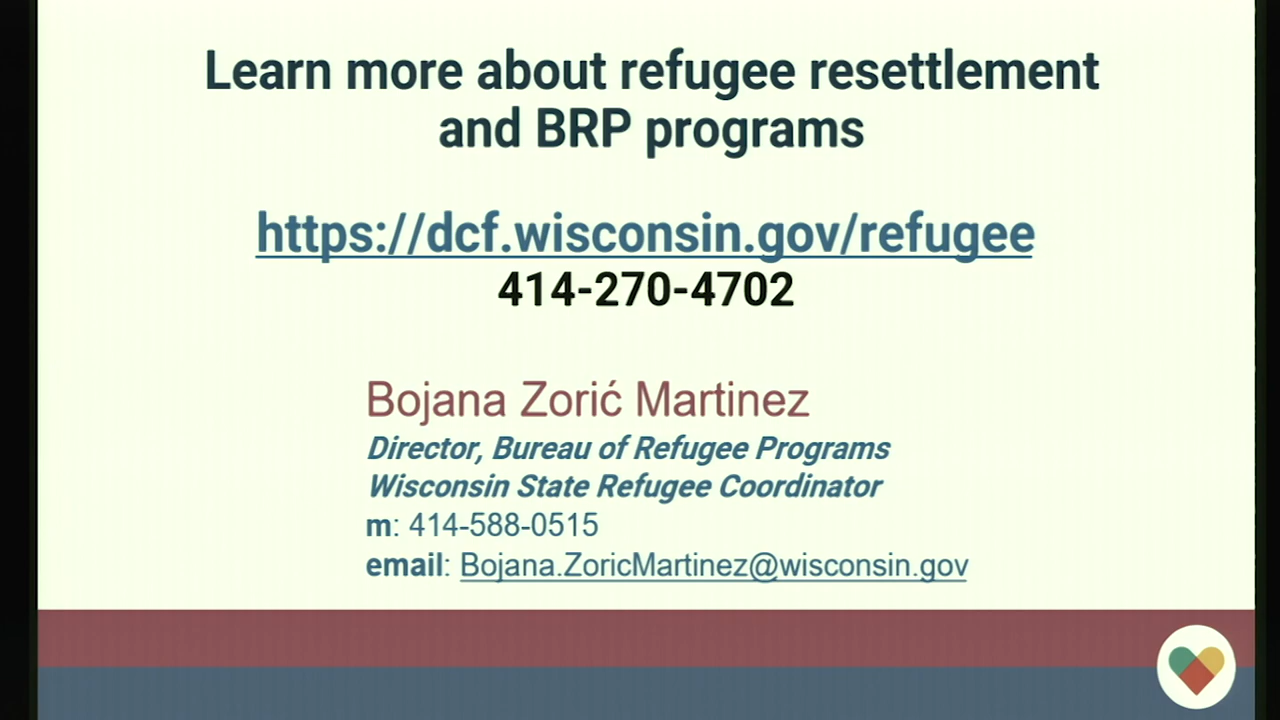 Learn more about refugee resettlement
and BRP programs
https://dcf.wisconsin.gov/refugee
414-270-4702
Bojana Zorić Martinez
Director, Bureau of Refugee Programs
Wisconsin State Refugee Coordinator
m: 414-588-0515
email: Bojana.ZoricMartinez@wisconsin.gov